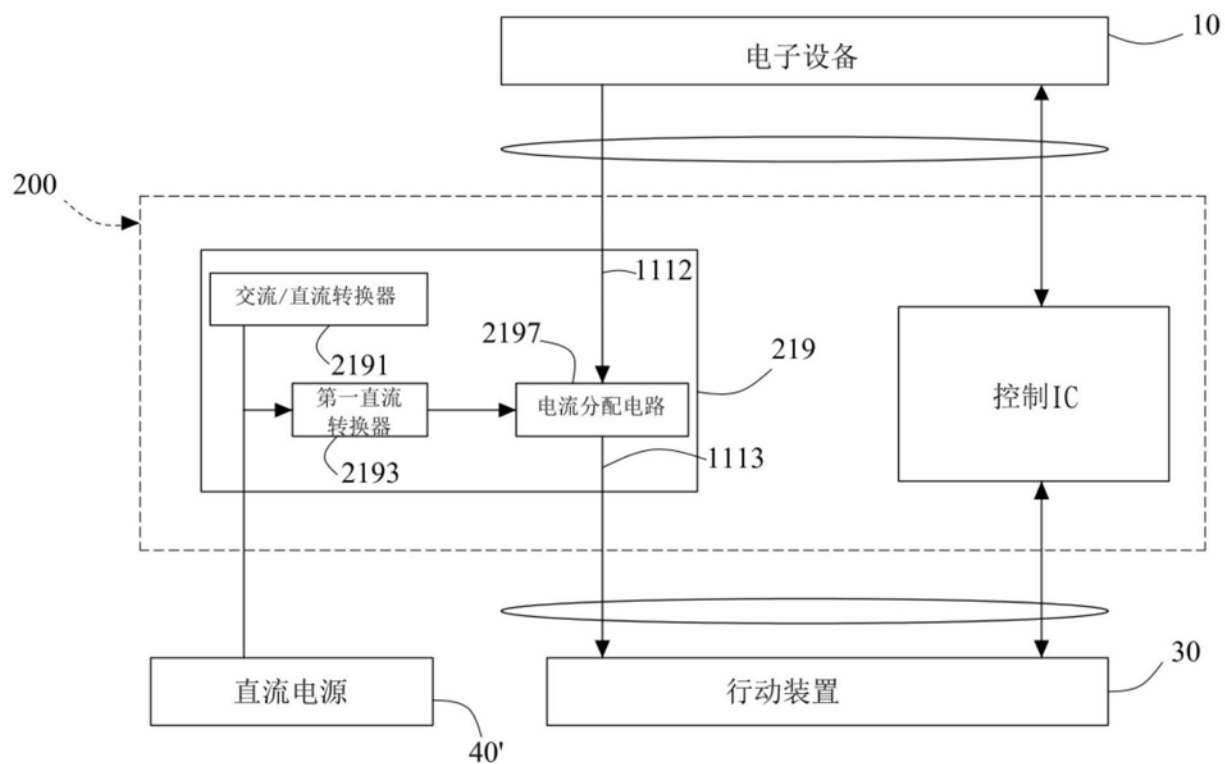 10
电子设备
200
1112
交流/直流转换器
2197
2191
219
第一直流
转换器
电流分配电路
控制IC
2193
1113
30
直流电源
行动装置
40'